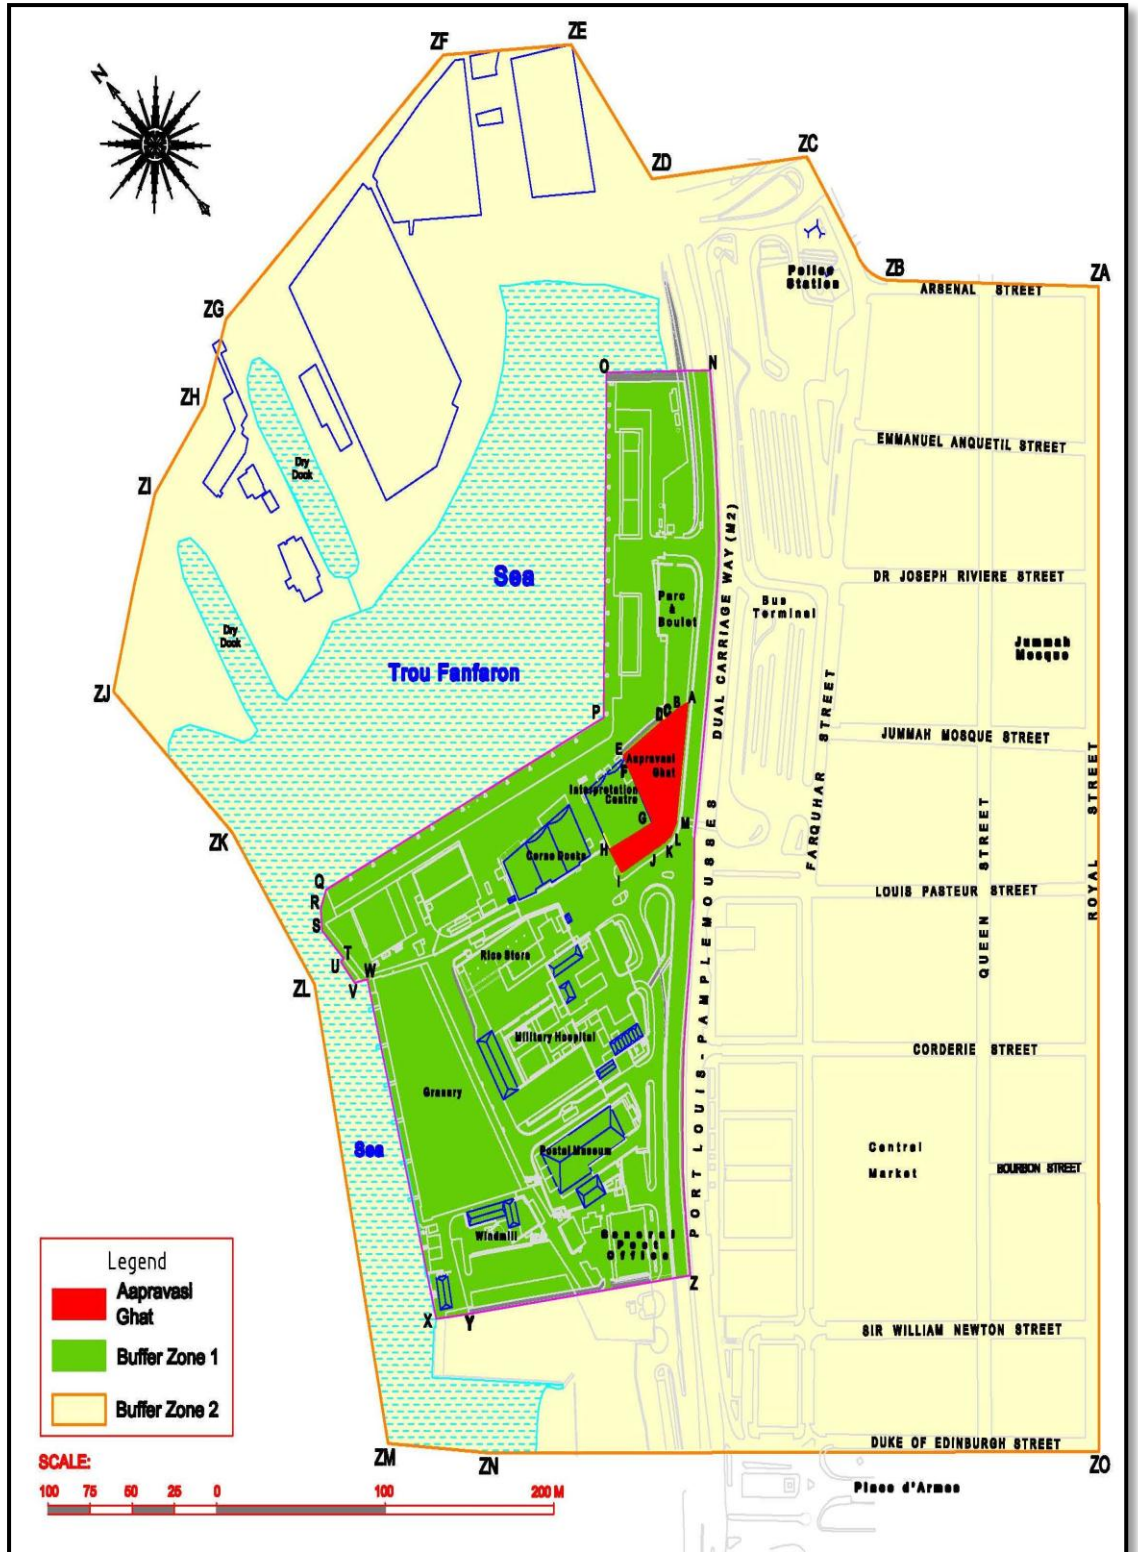 ZE
ZF
N
ZC
ZD
ZB
ZA
Police
Station
ARSENAL STREET
ZG
O
N
ZH
EMMANUEL ANQUETIL STREET
Dry
Dock
ZI
Sea
DR JOSEPH RIVIERE STREET
Parc
à
Boulet
Bus
Terminal
Dry
Dock
Jummah
Mosque
Trou Fanfaron
ZJ
P
D
C
B
A
JUMMAH MOSQUE STREET
E
Aapravasi
Ghat
F
Interpretation
Centre
G
M
L
K
J
H
I
ZK
Cerne Docks
PORT LOUIS - PAMPLEMOUSSES DUAL CARRIAGE WAY (M2)
FARQUHAR STREET
QUEEN STREET
ROYAL STREET
LOUIS PASTEUR STREET
Q
R
S
T
U
V
W
Rice Store
ZL
Military Hospital
CORDERIE STREET
Granary
Sea
Postal Museum
Central
Market
BOURBON STREET
Windmill
General
Post
Office
Z
X
Y
SIR WILLIAM NEWTON STREET
Legend
Aapravasi
Ghat
Buffer Zone 1
Buffer Zone 2
ZM
ZN
DUKE OF EDINBURGH STREET
ZO
Place d'Armes
SCALE:
100 75 50 25 0 100 200 M